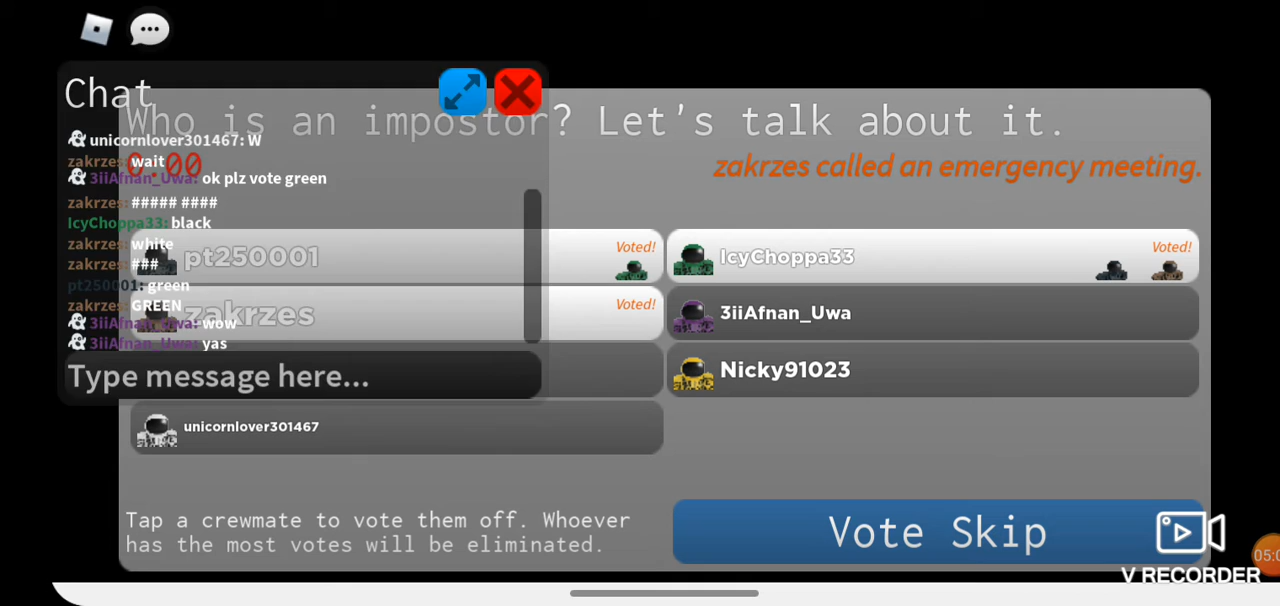 Chat
Who is an impostor? Let's talk about it.
unicornlover301467: W
0:00
zakrzes: wait
zakrzes called an emergency meeting.
3iiAfnan_Uwa: ok plz vote green
zakrzes: ##### ####
IcyChoppa33: black
zakrzes: white
zakrzes: ###
pt250001: green
zakrzes: GREEN
3iiAfnan_Uwa: wow
3iiAfnan_Uwa: yas
Type message here...
pt250001
Voted!
IcyChoppa33
Voted!
zakrzes
Voted!
3iiAfnan_Uwa
Nicky91023
unicornlover301467
Tap a crewmate to vote them off. Whoever
has the most votes will be eliminated.
Vote Skip
V RECORDER